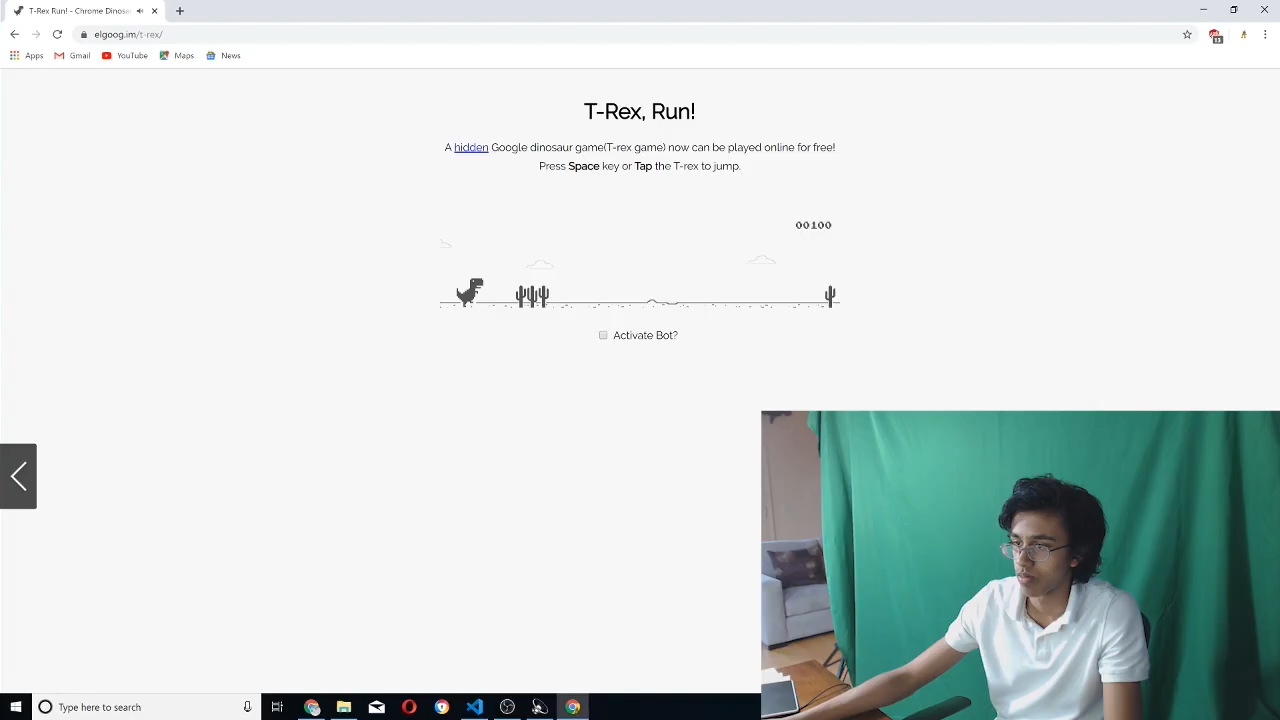 T-Rex Run! - Chrome Dinosa
elgoog.im/t-rex/
Apps Gmail YouTube Maps News
T-Rex, Run!
A hidden Google dinosaur game(T-rex game) now can be played online for free!
Press Space key or Tap the T-rex to jump.
00100
Activate Bot?
Type here to search